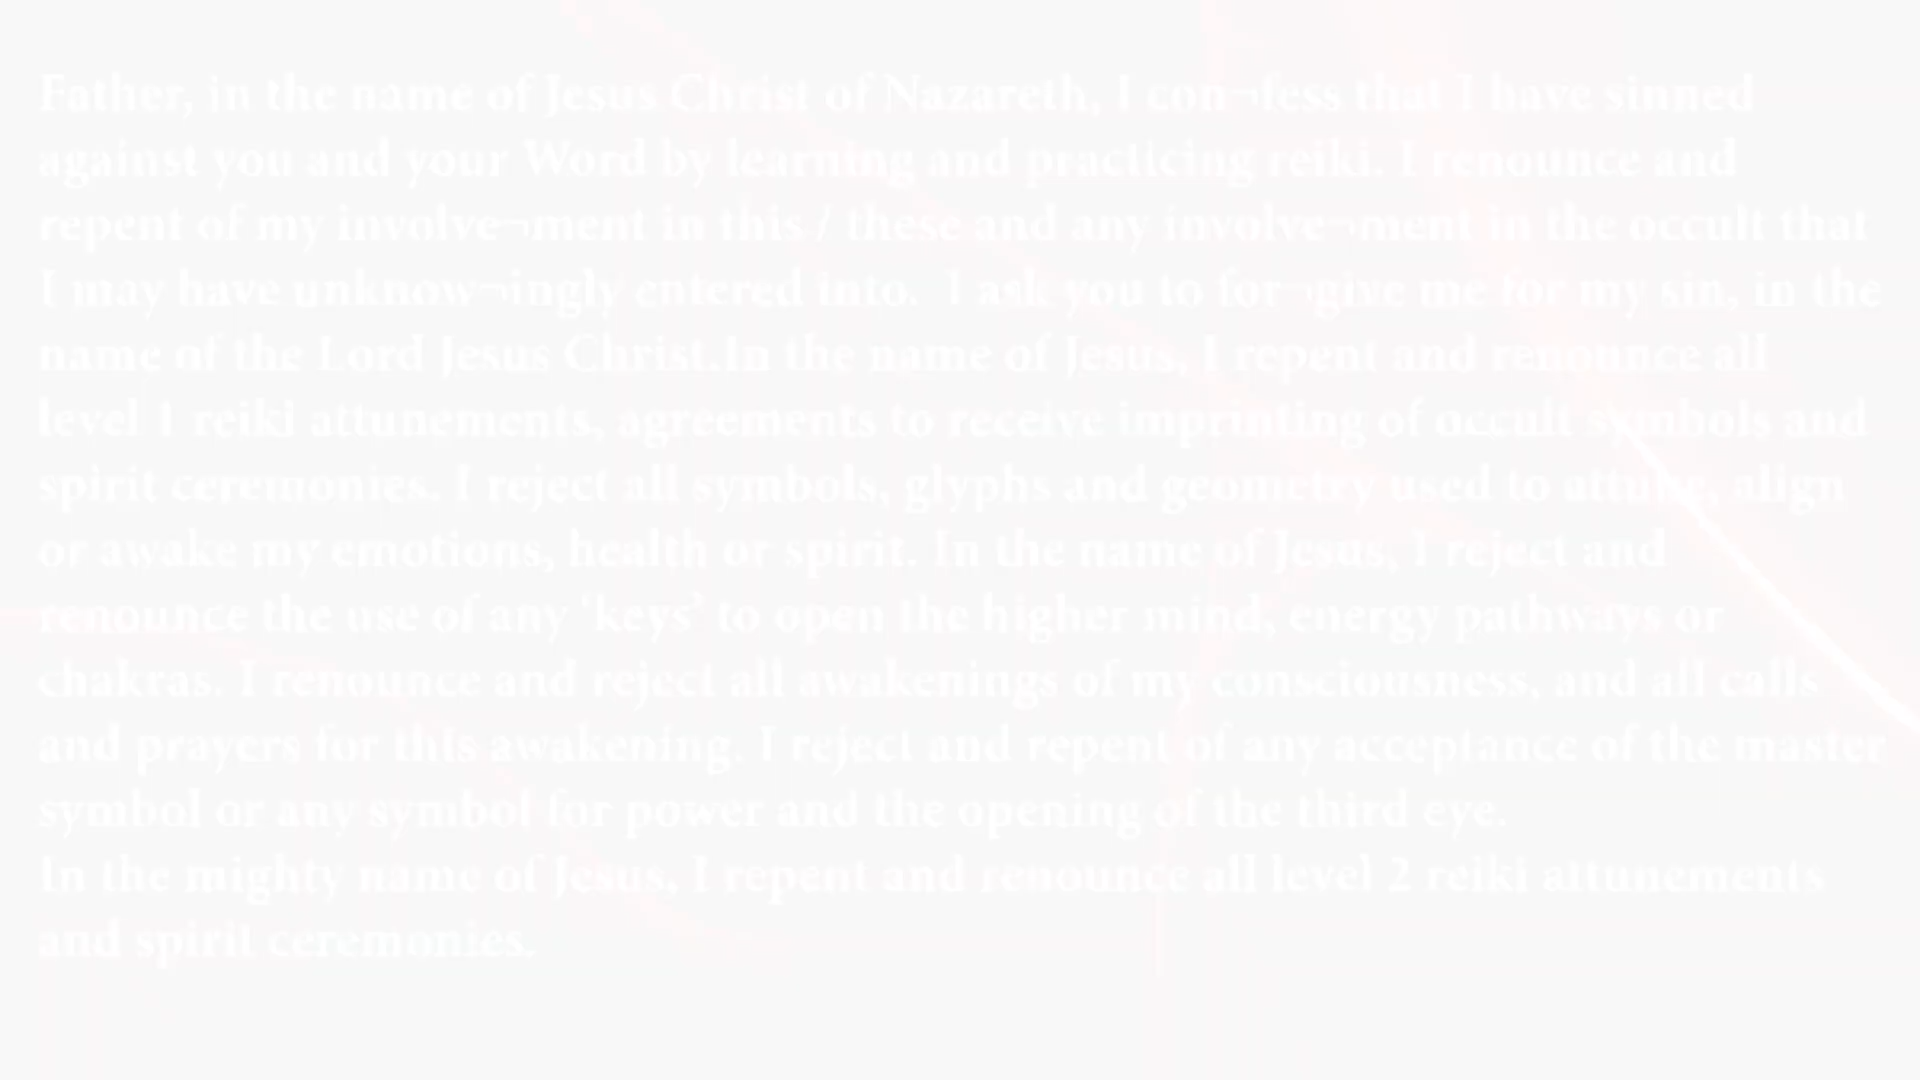 Father, in the name of Jesus Christ of Nazareth, I con¬fess that I have sinned
against you and your Word by learning and practicing reiki. I renounce and
repent of my involve¬ment in this / these and any involve¬ment in the occult that
I may have unknow¬ingly entered into.  I ask you to for¬give me for my sin, in the
name of the Lord Jesus Christ.In the name of Jesus, I repent and renounce all
level 1 reiki attunements, agreements to receive imprinting of occult symbols and
spirit ceremonies. I reject all symbols, glyphs and geometry used to attune, align
or awake my emotions, health or spirit. In the name of Jesus, I reject and
renounce the use of any ‘keys’ to open the higher mind, energy pathways or
chakras. I renounce and reject all awakenings of my consciousness, and all calls
and prayers for this awakening. I reject and repent of any acceptance of the master
symbol or any symbol for power and the opening of the third eye.
In the mighty name of Jesus, I repent and renounce all level 2 reiki attunements
and spirit ceremonies.